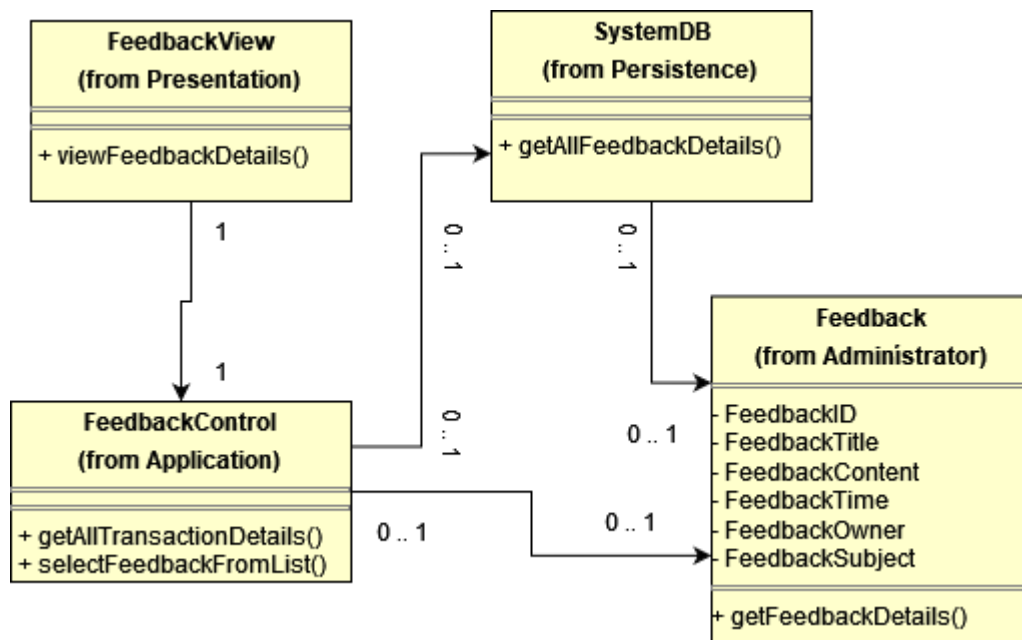 FeedbackView
(from Presentation)
+ viewFeedbackDetails()
SystemDB
(from Persistence)
+ getAllFeedbackDetails()
1
1
0 .. 1
0 .. 1
0 .. 1
0 .. 1
FeedbackControl
(from Application)
+ getAllTransactionDetails()
+ selectFeedbackFromList()
0 .. 1
0 .. 1
Feedback
(from Admínístrator)
- FeedbackID
- FeedbackTitle
- FeedbackContent
- FeedbackTime
- FeedbackOwner
- FeedbackSubject
+ getFeedbackDetails()